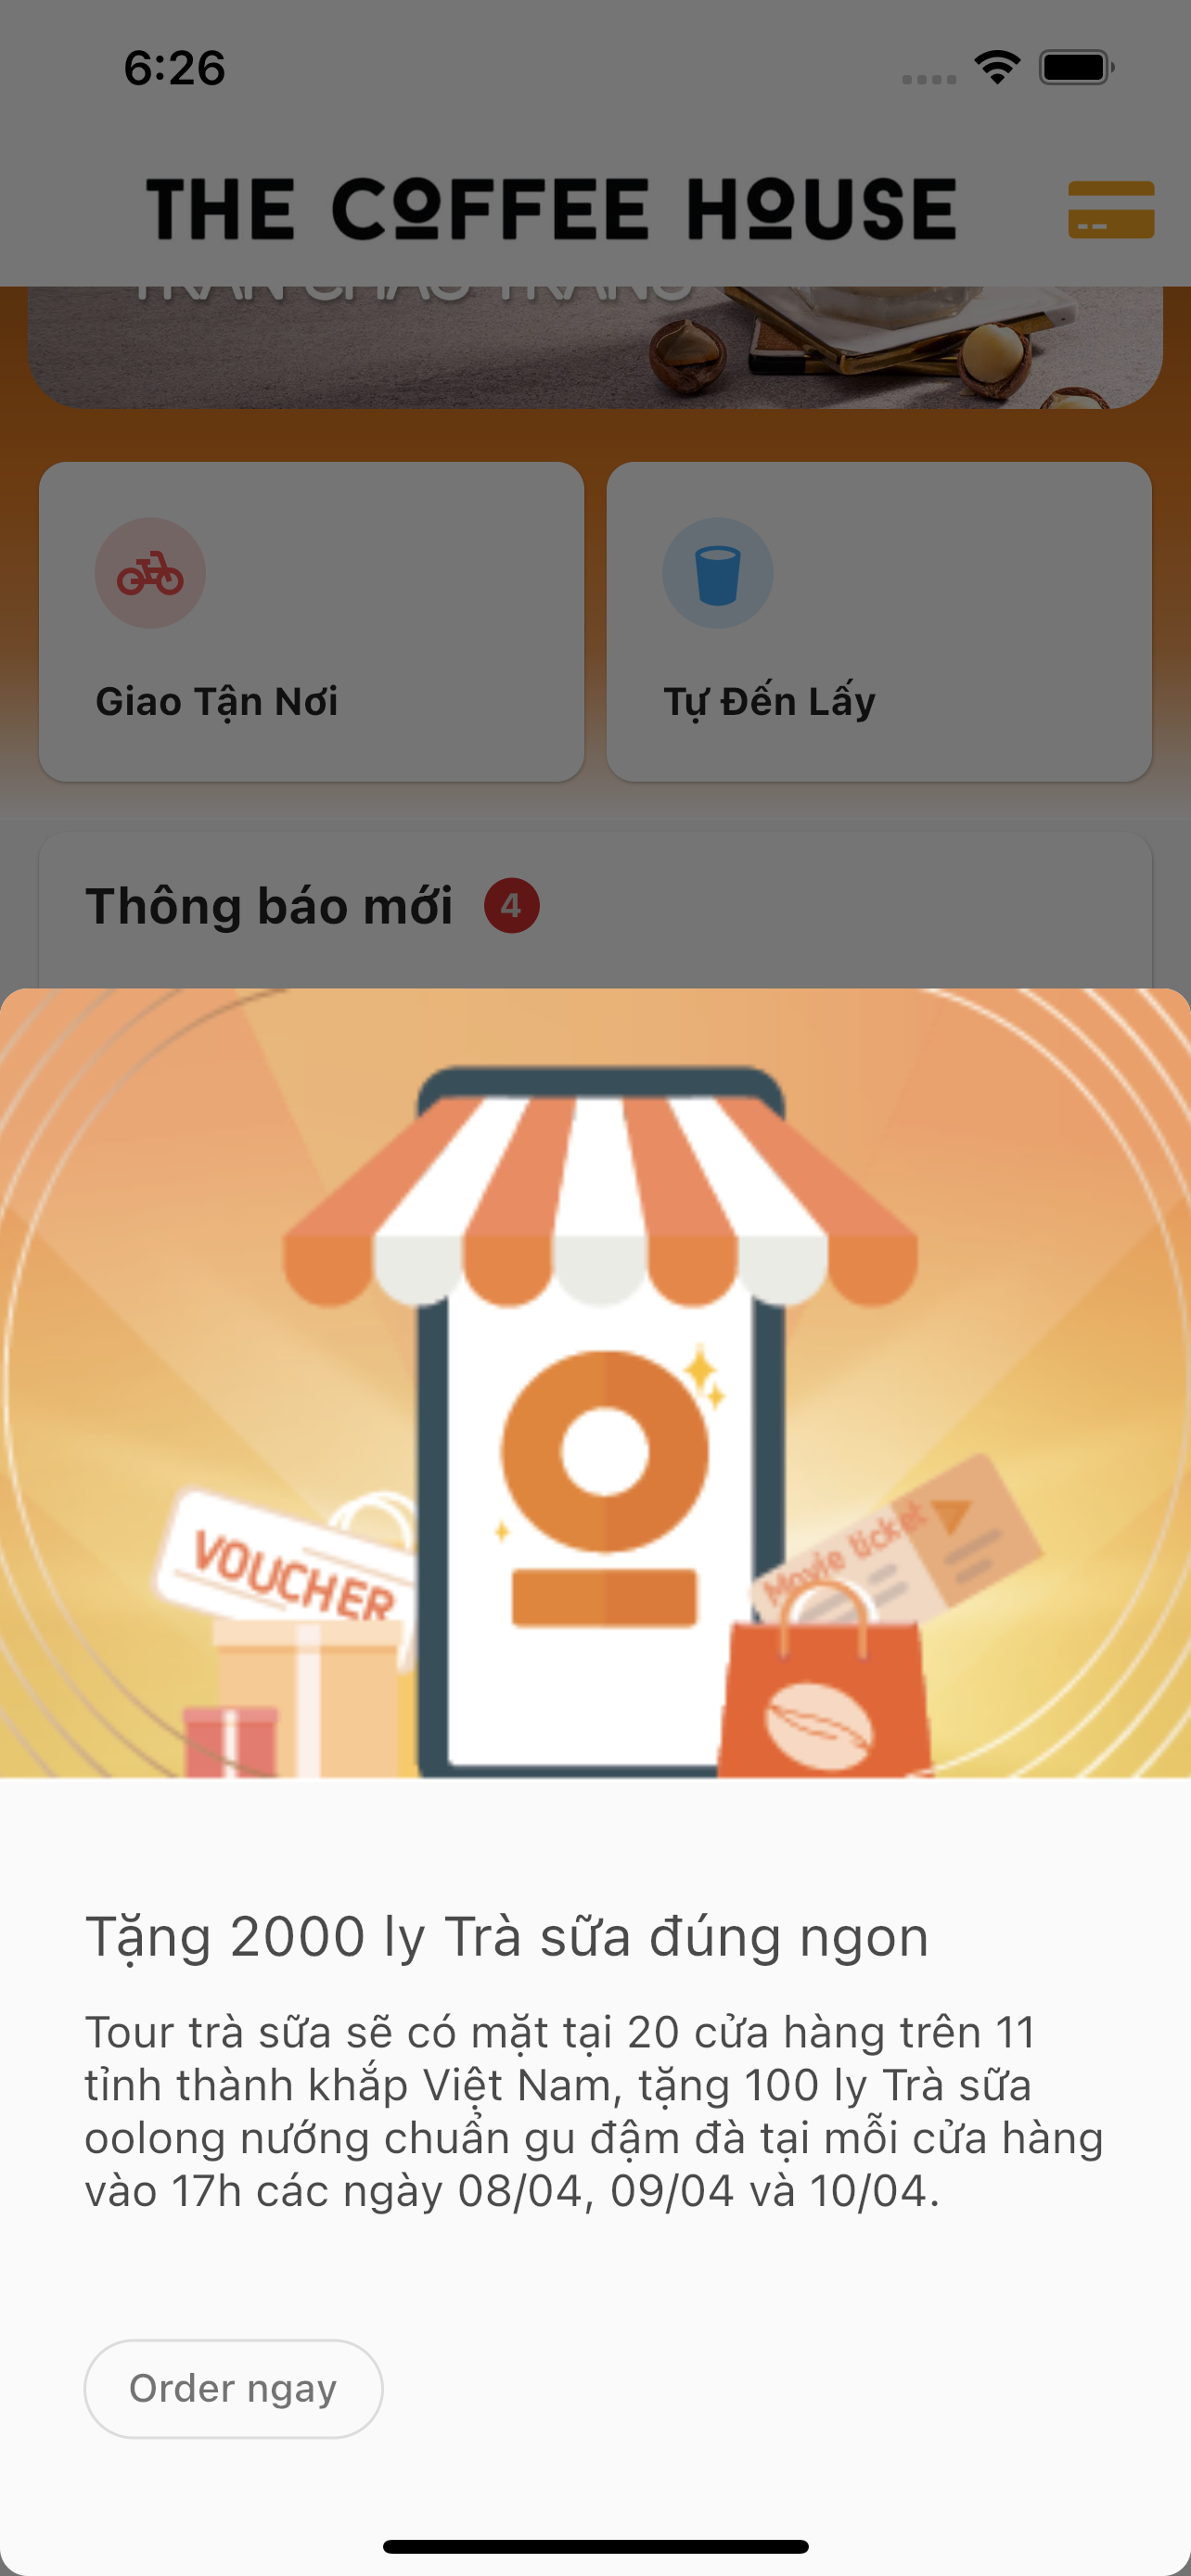 6:26
THE COFFEE HOUSE
TRÂN CHÂU TRẮNG
Giao Tận Nơi
Tự Đến Lấy
Thông báo mới 4
VOUCHER
Movie ticket
Tặng 2000 ly Trà sữa đúng ngon
Tour trà sữa sẽ có mặt tại 20 cửa hàng trên 11
tỉnh thành khắp Việt Nam, tặng 100 ly Trà sữa
oolong nướng chuẩn gu đậm đà tại mỗi cửa hàng
vào 17h các ngày 08/04, 09/04 và 10/04.
Order ngay